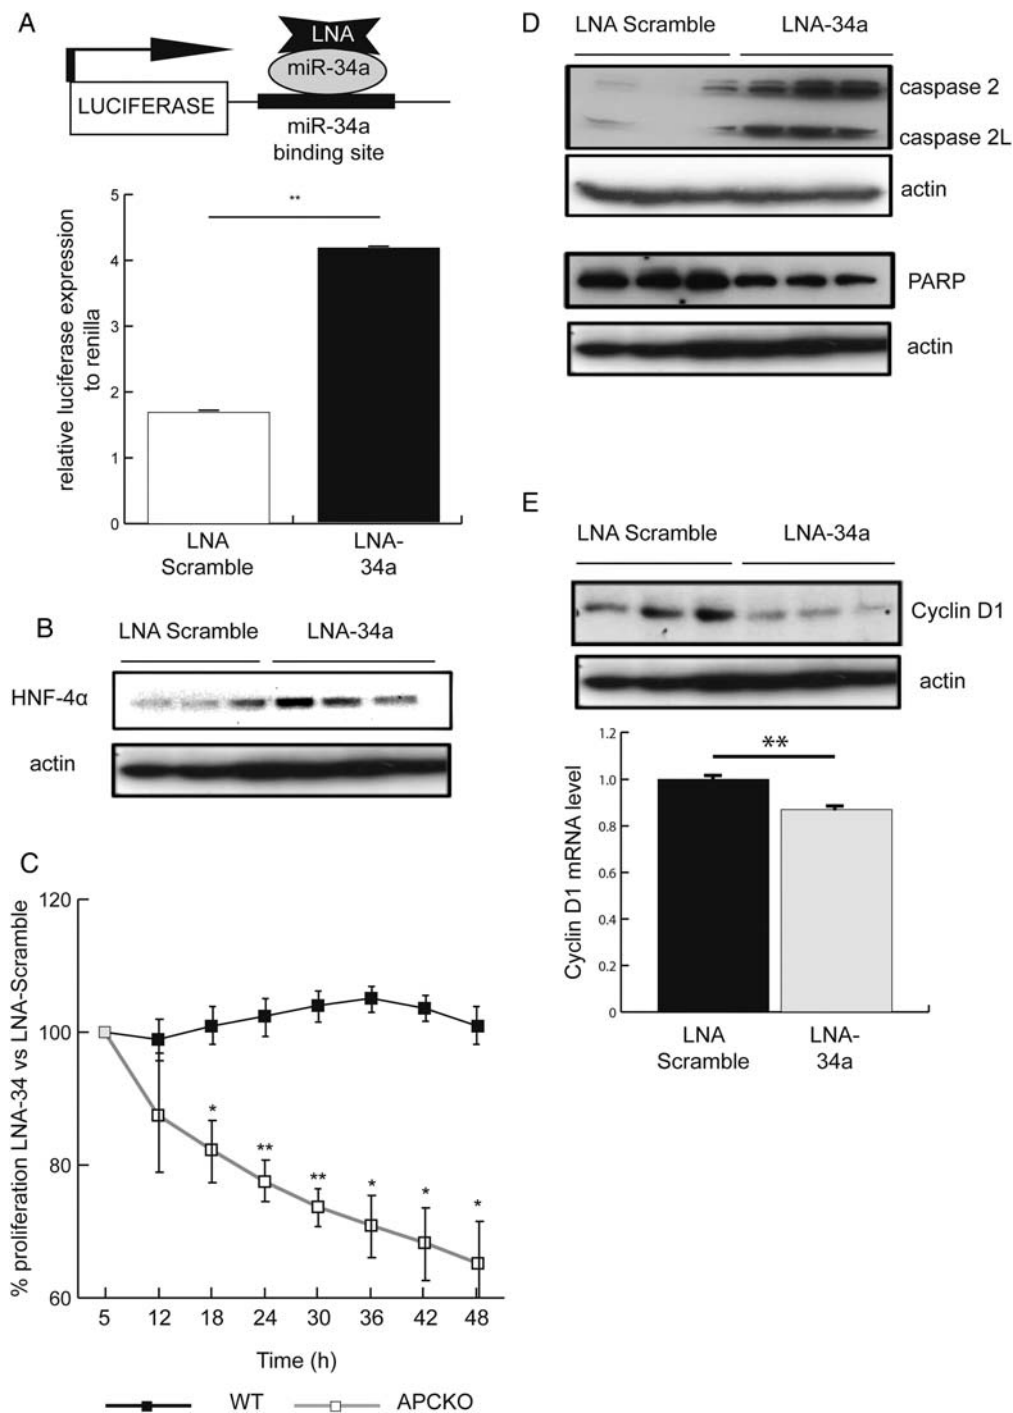 A
LNA
miR-34a
LUCIFERASE
miR-34a
binding site
relative luciferase expression
to renilla
5
4
3
2
1
0
**
LNA
Scramble
LNA-
34a
B
LNA Scramble
LNA-34a
HNF-4α
actin
C
% proliferation LNA-34 vs LNA-Scramble
120
100
80
60
*
**
**
*
*
*
5 12 18 24 30 36 42 48
Time (h)
WT
APCKO
D
LNA Scramble
LNA-34a
caspase 2
caspase 2L
actin
PARP
actin
E
LNA Scramble
LNA-34a
Cyclin D1
actin
Cyclin D1 mRNA level
1.2
1.0
0.8
0.6
0.4
0.2
0
**
LNA
Scramble
LNA-
34a